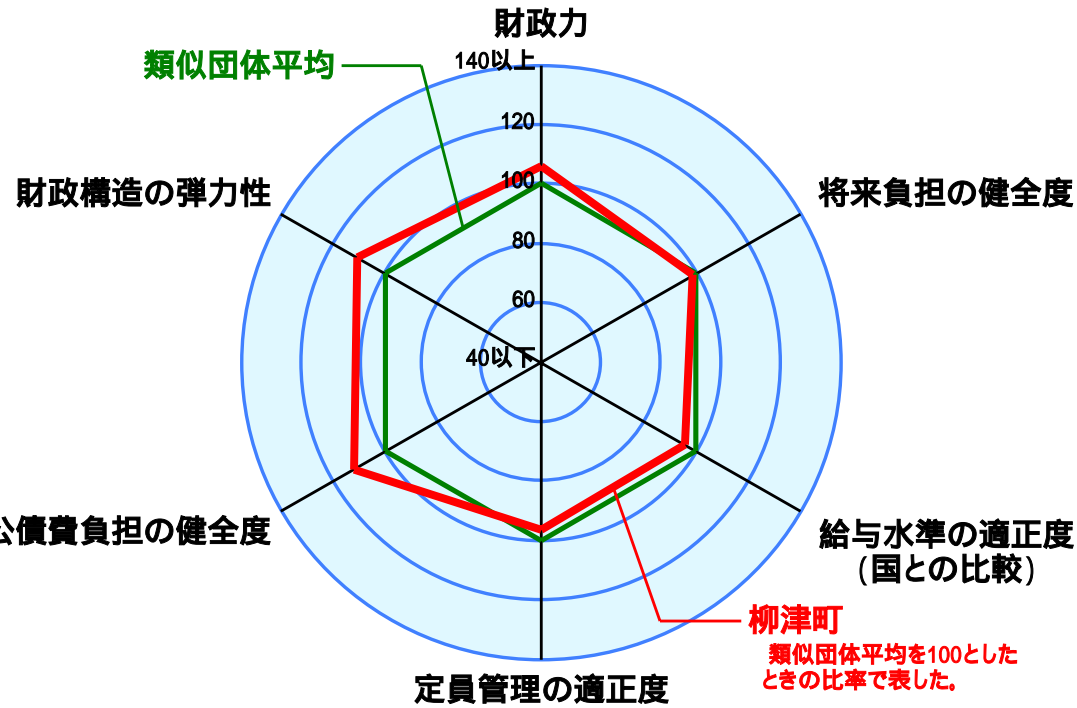 財政力
類似団体平均
140以上
120
100
80
60
40以下
財政構造の弾力性
将来負担の健全度
公債費負担の健全度
給与水準の適正度
(国との比較)
定員管理の適正度
柳津町
類似団体平均を100とした
ときの比率で表した。